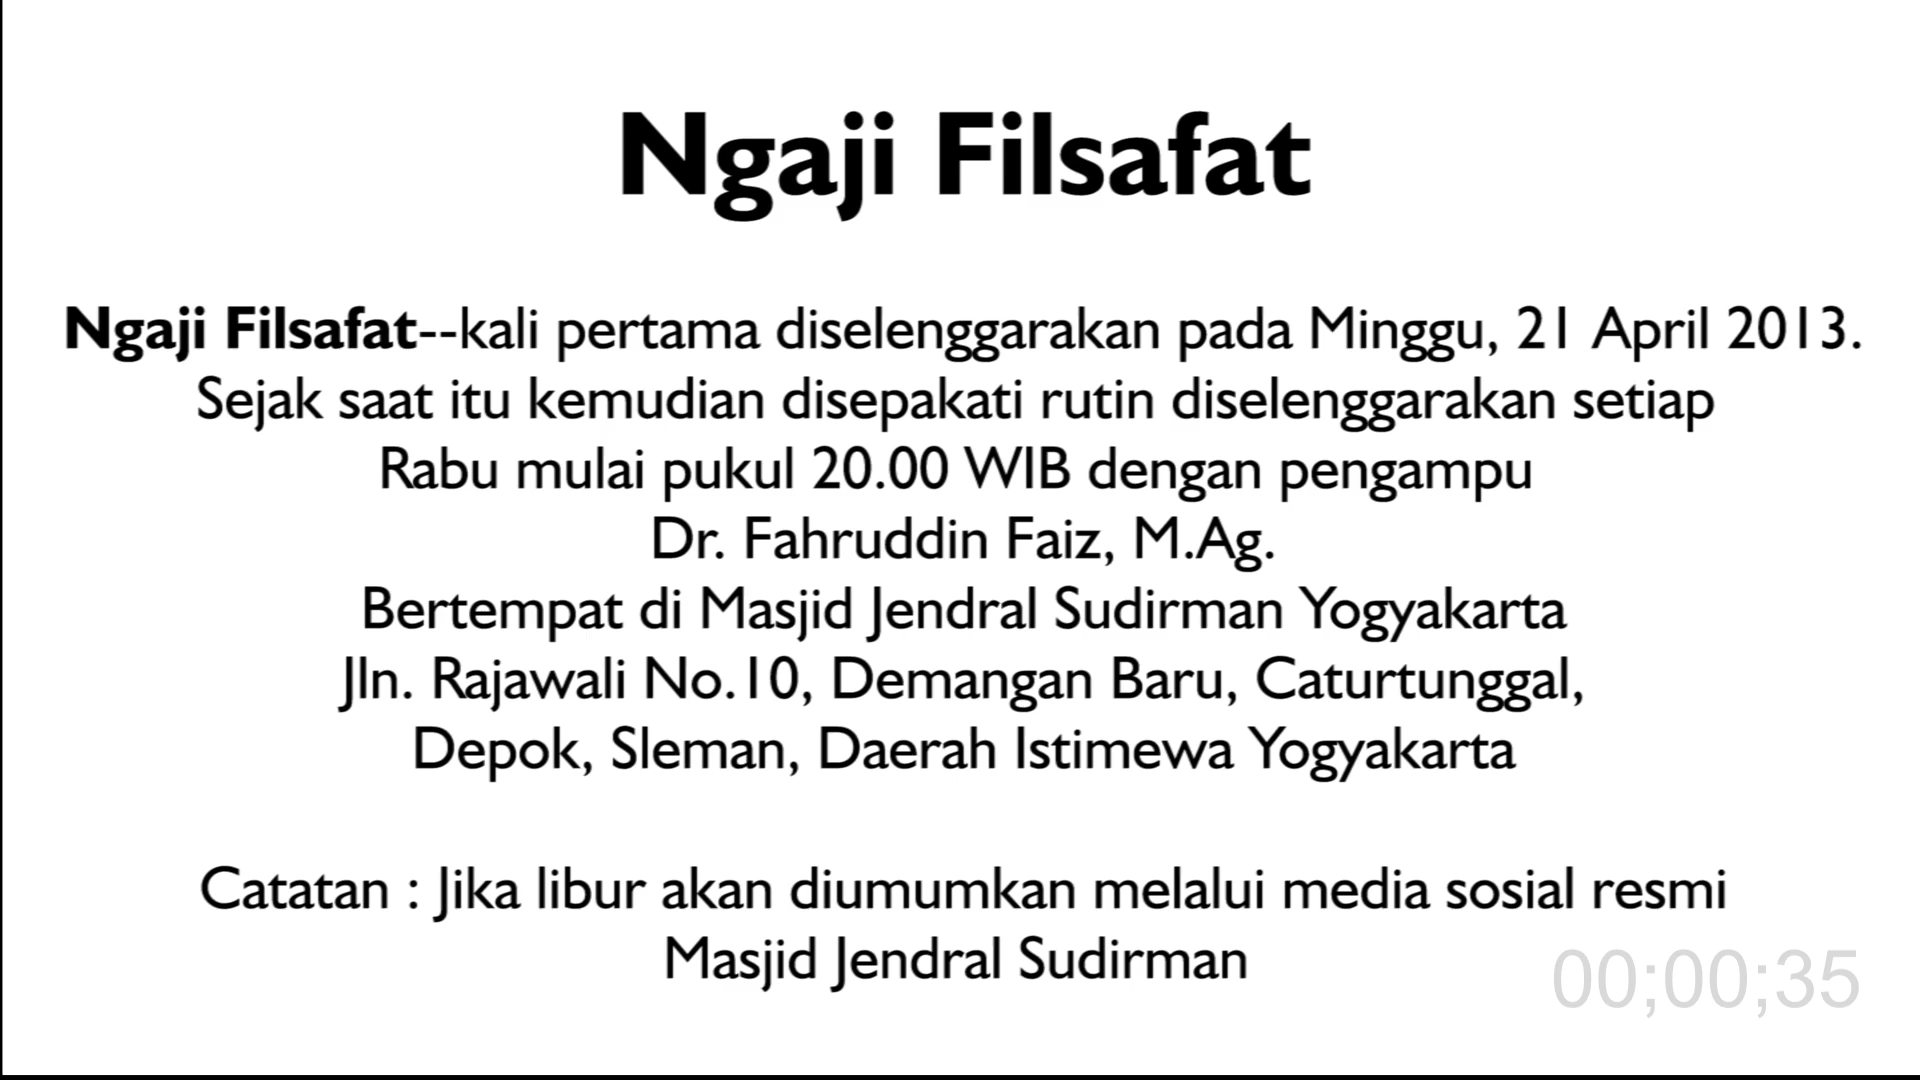 Ngaji Filsafat
Ngaji Filsafat--kali pertama diselenggarakan pada Minggu, 21 April 2013.
Sejak saat itu kemudian disepakati rutin diselenggarakan setiap
Rabu mulai pukul 20.00 WIB dengan pengampu
Dr. Fahruddin Faiz, M.Ag.
Bertempat di Masjid Jendral Sudirman Yogyakarta
Jln. Rajawali No.10, Demangan Baru, Caturtunggal,
Depok, Sleman, Daerah Istimewa Yogyakarta
Catatan : Jika libur akan diumumkan melalui media sosial resmi
Masjid Jendral Sudirman
00;00;35